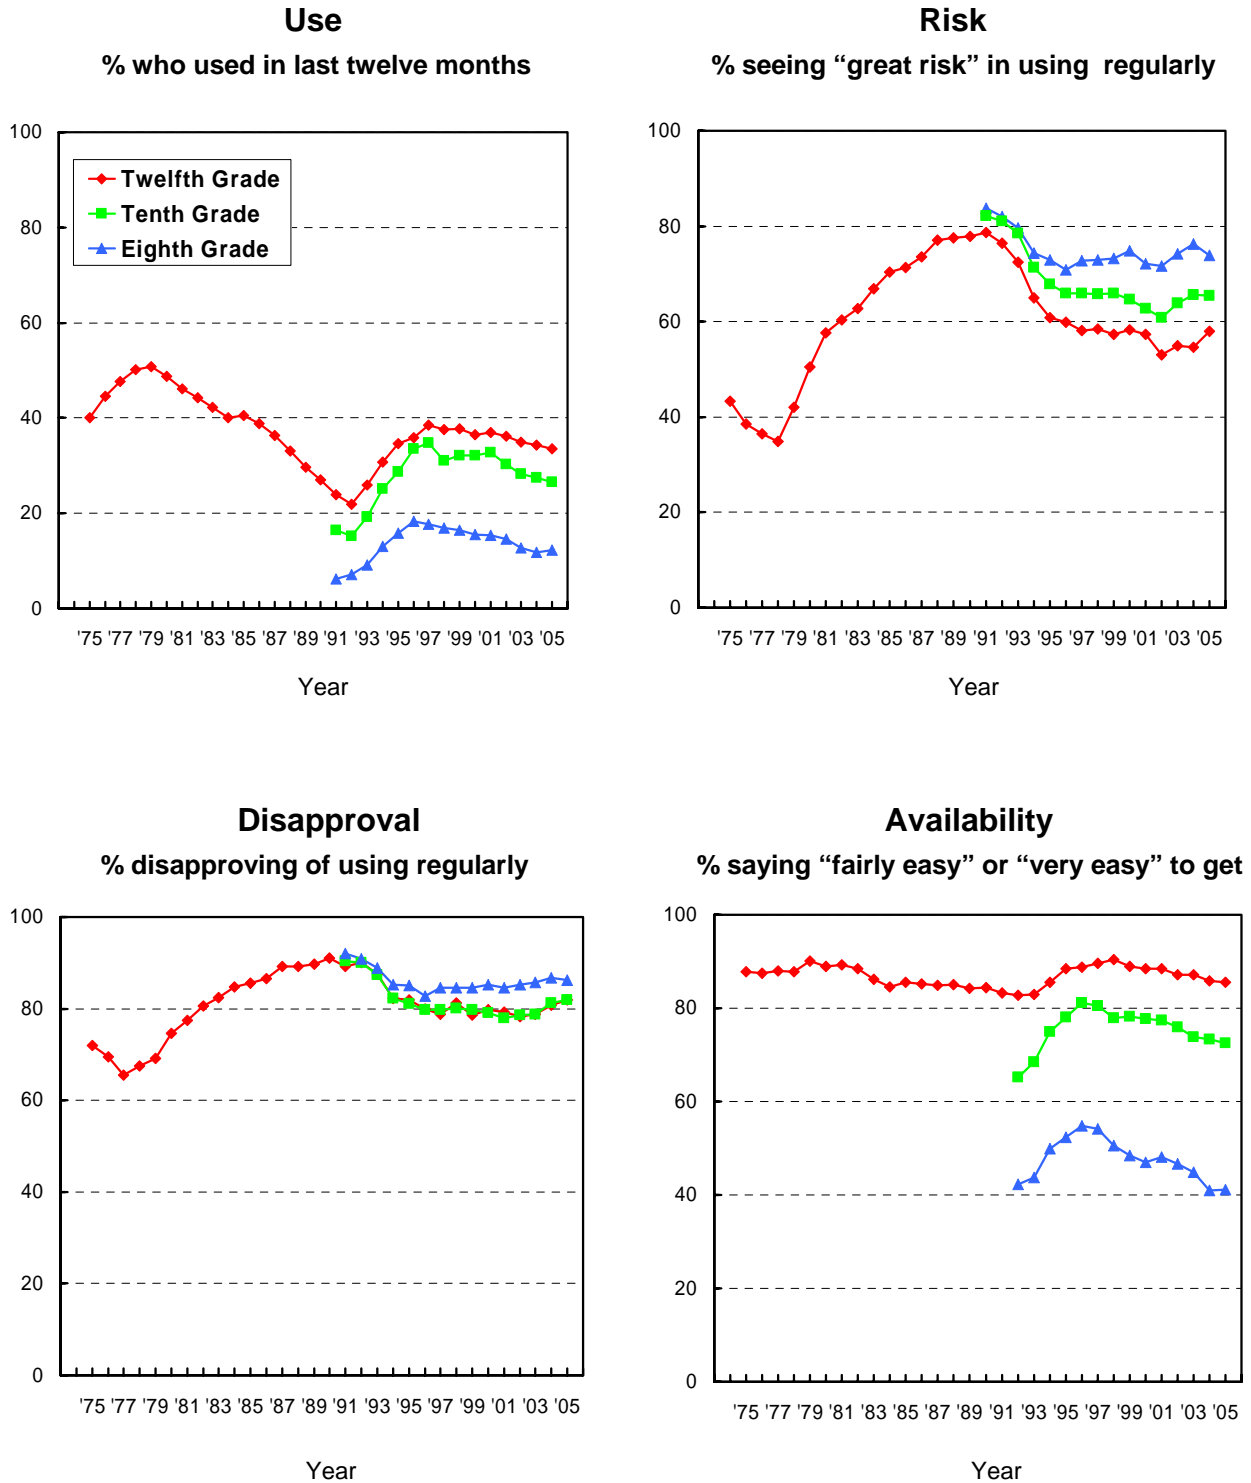 Use
% who used in last twelve months
100
80
60
40
20
0
Twelfth Grade
Tenth Grade
Eighth Grade
'75 '77 '79 '81 '83 '85 '87 '89 '91 '93 '95 '97 '99 '01 '03 '05
Year
Risk
% seeing “great risk” in using  regularly
100
80
60
40
20
0
'75 '77 '79 '81 '83 '85 '87 '89 '91 '93 '95 '97 '99 '01 '03 '05
Year
Disapproval
% disapproving of using regularly
100
80
60
40
20
0
'75 '77 '79 '81 '83 '85 '87 '89 '91 '93 '95 '97 '99 '01 '03 '05
Year
Availability
% saying “fairly easy” or “very easy” to get
100
80
60
40
20
0
'75 '77 '79 '81 '83 '85 '87 '89 '91 '93 '95 '97 '99 '01 '03 '05
Year